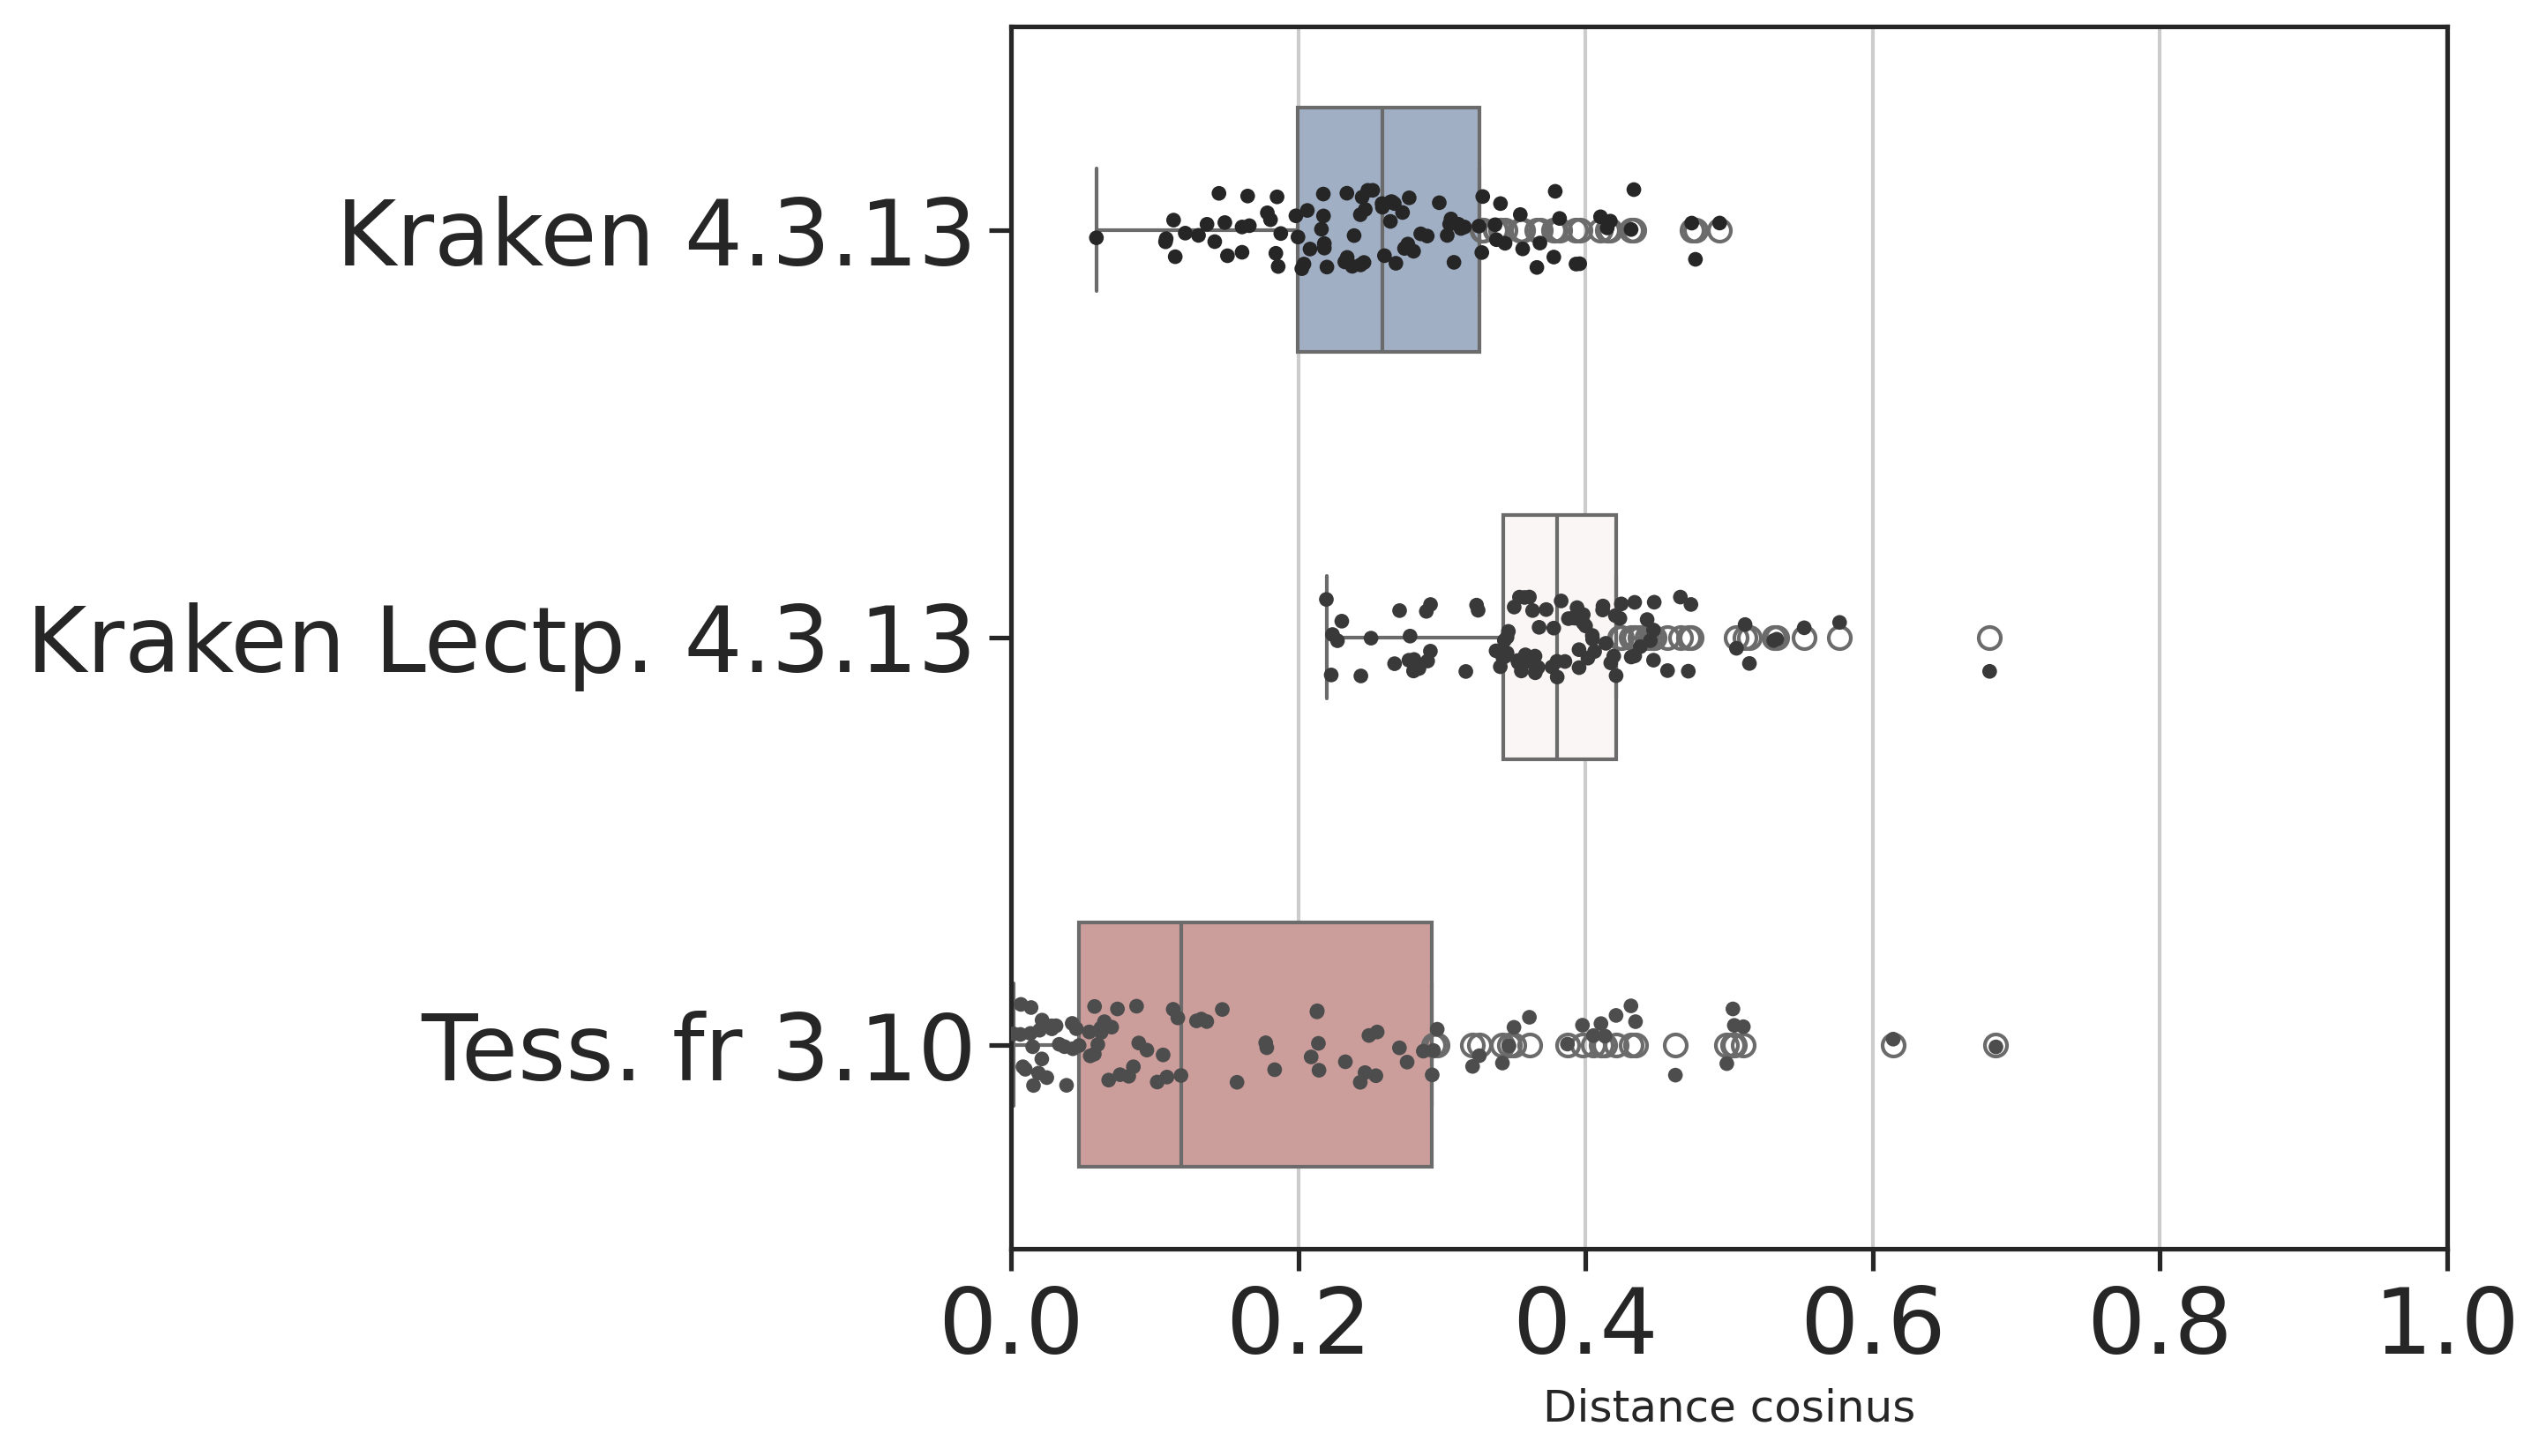 Kraken 4.3.13
Kraken Lectp. 4.3.13
Tess. fr 3.10
0.0 0.2 0.4 0.6 0.8 1.0
Distance cosinus